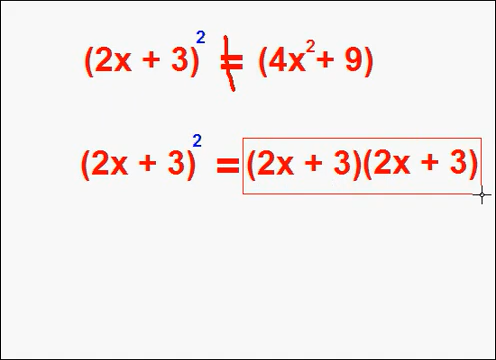 (2x + 3)² ≠ (4x² + 9)
(2x + 3)² = (2x + 3)(2x + 3)